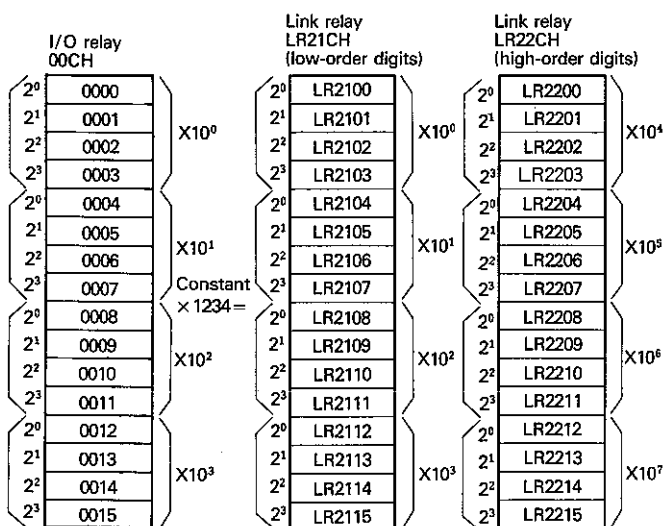 I/O relay
00CH
2⁰ 0000
2¹ 0001
2² 0002
2³ 0003
X10⁰
2⁰ 0004
2¹ 0005
2² 0006
2³ 0007
X10¹
2⁰ 0008
2¹ 0009
2² 0010
2³ 0011
X10²
2⁰ 0012
2¹ 0013
2² 0014
2³ 0015
X10³
Constant
×1234=
Link relay
LR21CH
(low-order digits)
2⁰ LR2100
2¹ LR2101
2² LR2102
2³ LR2103
X10⁰
2⁰ LR2104
2¹ LR2105
2² LR2106
2³ LR2107
X10¹
2⁰ LR2108
2¹ LR2109
2² LR2110
2³ LR2111
X10²
2⁰ LR2112
2¹ LR2113
2² LR2114
2³ LR2115
X10³
Link relay
LR22CH
(high-order digits)
2⁰ LR2200
2¹ LR2201
2² LR2202
2³ LR2203
X10⁴
2⁰ LR2204
2¹ LR2205
2² LR2206
2³ LR2207
X10⁵
2⁰ LR2208
2¹ LR2209
2² LR2210
2³ LR2211
X10⁶
2⁰ LR2212
2¹ LR2213
2² LR2214
2³ LR2215
X10⁷